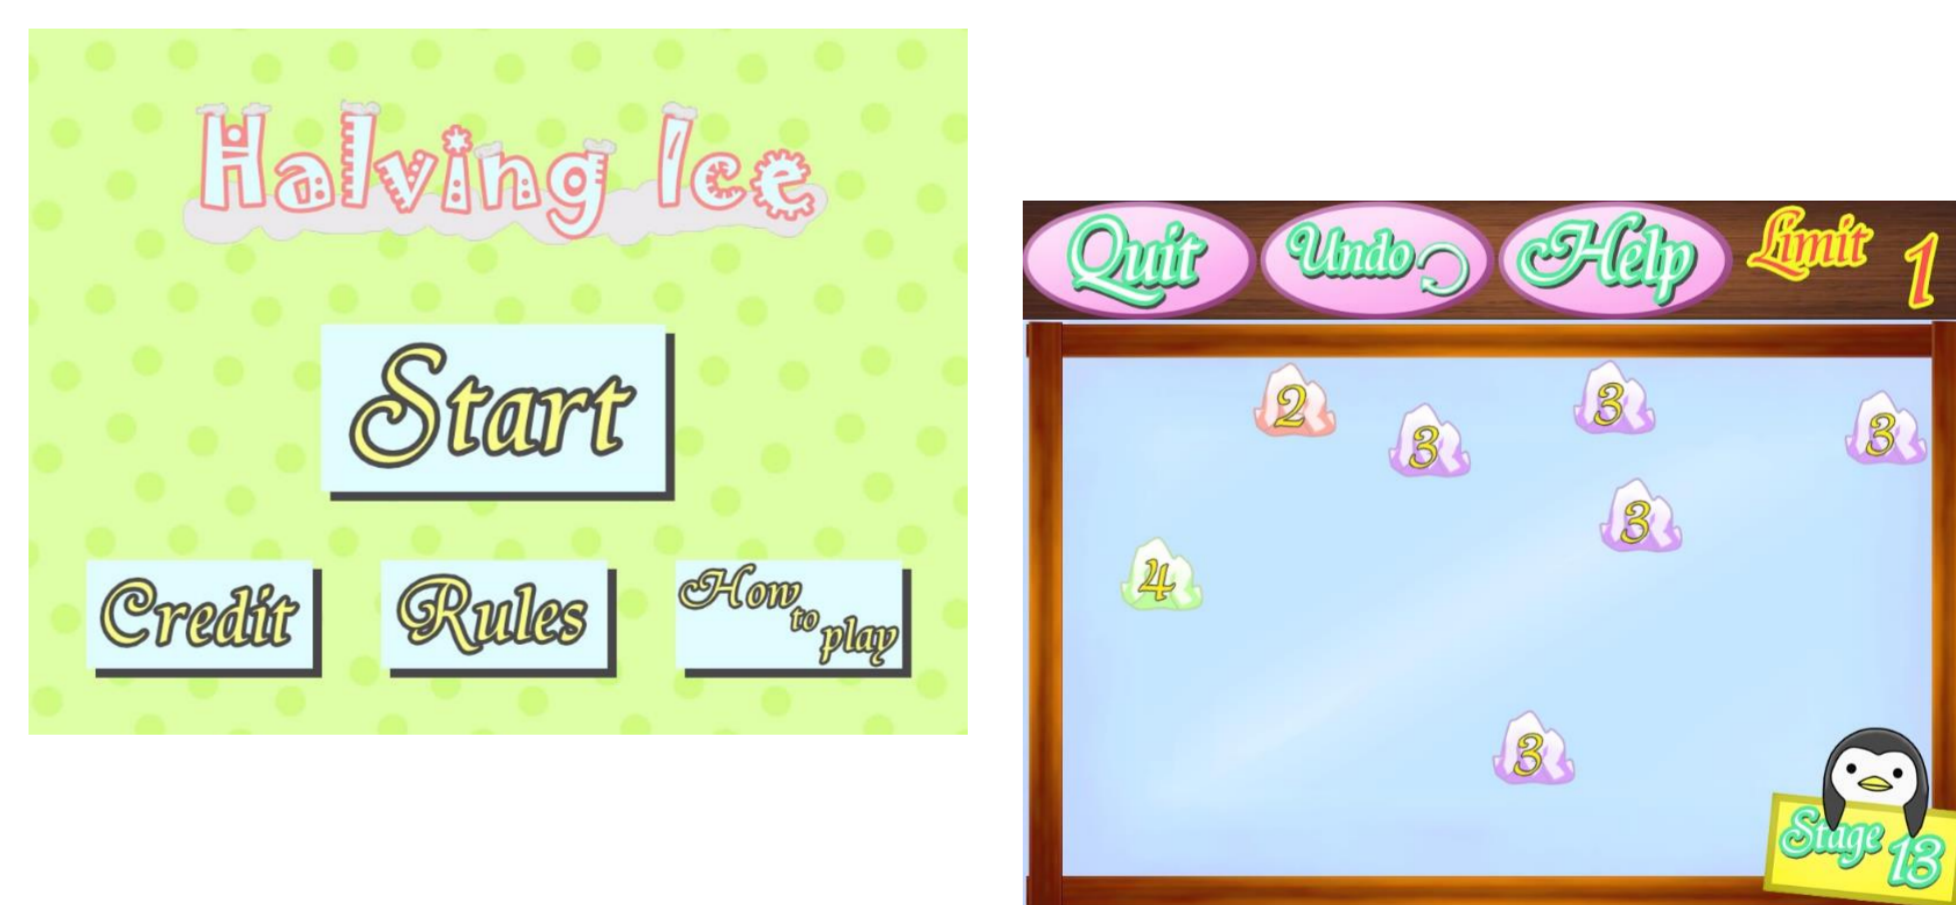 Halving Ice
Start
Credit
Rules
How
to
play
Quit
Undo
Help
Limit 1
2
3
3
3
3
4
3
Stage 13